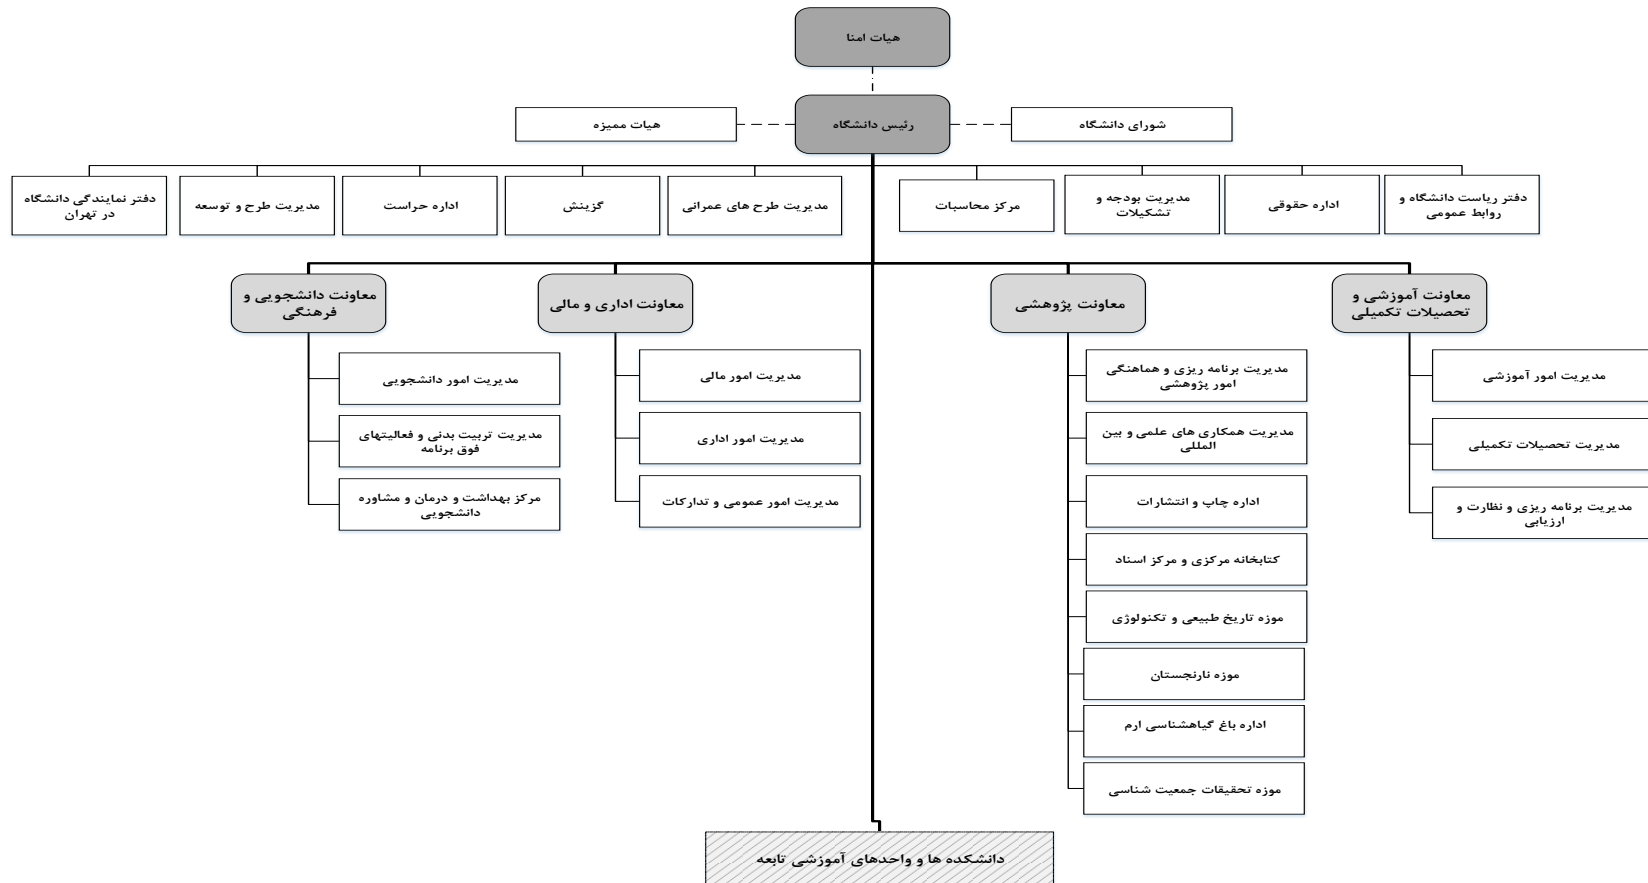 هیات امنا
شورای دانشگاه
رئیس دانشگاه
هیات ممیزه
دفتر ریاست دانشگاه و
روابط عمومی
اداره حقوقی
مدیریت بودجه و
تشکیلات
مرکز محاسبات
مدیریت طرح های عمرانی
گزینش
اداره حراست
مدیریت طرح و توسعه
دفتر نمایندگی دانشگاه
در تهران
معاونت آموزشی و
تحصیلات تکمیلی
مدیریت امور آموزشی
مدیریت تحصیلات تکمیلی
مدیریت برنامه ریزی و نظارت و
ارزیابی
معاونت پژوهشی
مدیریت برنامه ریزی و هماهنگی
امور پژوهشی
مدیریت همکاری های علمی و بین
المللی
اداره چاپ و انتشارات
کتابخانه مرکزی و مرکز اسناد
موزه تاریخ طبیعی و تکنولوژی
موزه نارنجستان
اداره باغ گیاهشناسی ارم
موزه تحقیقات جمعیت شناسی
معاونت اداری و مالی
مدیریت امور مالی
مدیریت امور اداری
مدیریت امور عمومی و تدارکات
معاونت دانشجویی و
فرهنگی
مدیریت امور دانشجویی
مدیریت تربیت بدنی و فعالیتهای
فوق برنامه
مرکز بهداشت و درمان و مشاوره
دانشجویی
دانشکده ها و واحدهای آموزشی تابعه